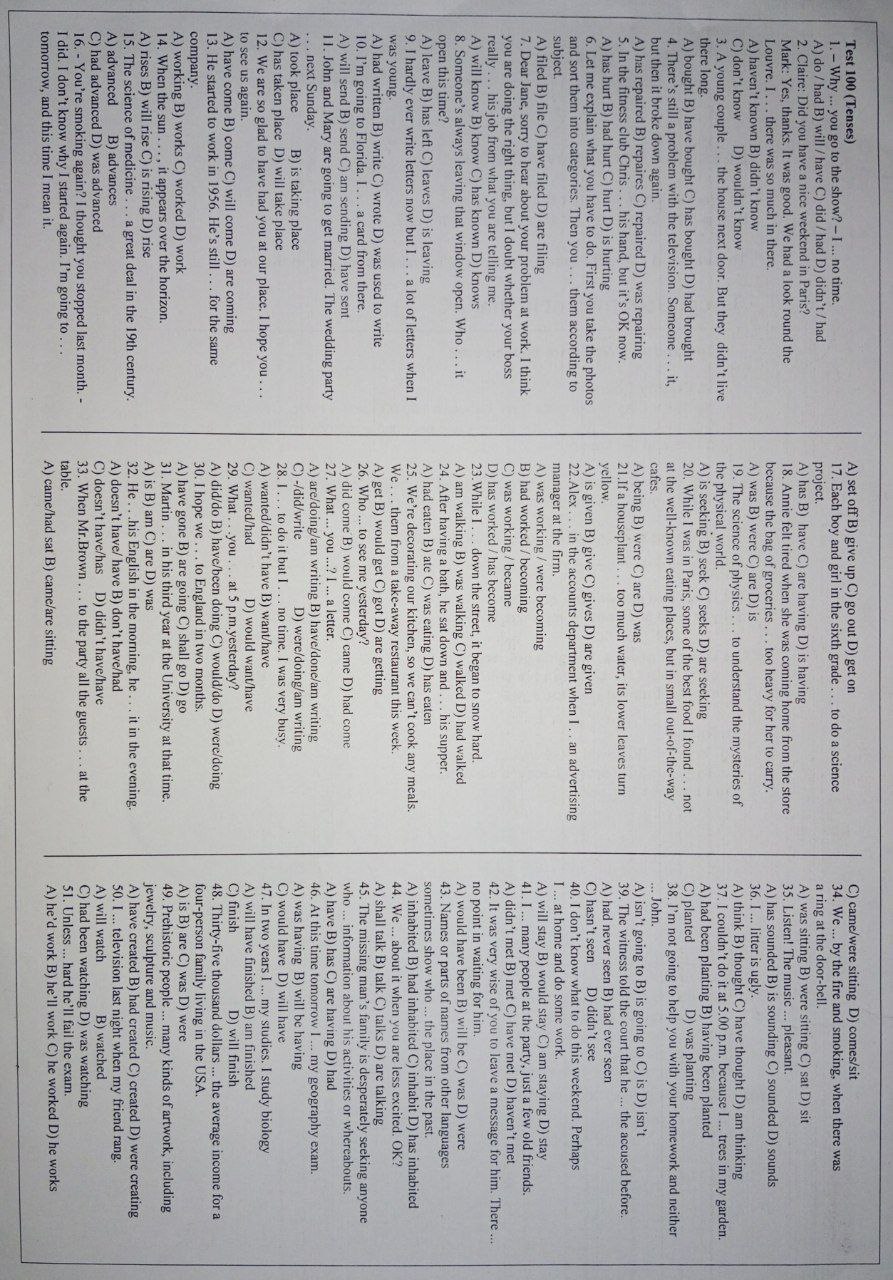 Test 100 (Tenses)
1. – Why ... you go to the show? – I ... no time.
A) do / had B) will / have C) did / had D) didn't / had
2. Claire: Did you have a nice weekend in Paris?
Mark: Yes, thanks. It was good. We had a look round the
Louvre. I . . . there was so much in there.
A) haven't known B) didn't know
C) don't know D) wouldn't know
3. A young couple . . . the house next door. But they didn't live
there long.
A) bought B) have bought C) has bought D) had brought
4. There's still a problem with the television. Someone . . . it,
but then it broke down again.
A) has repaired B) repaires C) repaired D) was repairing
5. In the fitness club Chris . . . his hand, but it's OK now.
A) has hurt B) had hurt C) hurt D) is hurting
6. Let me explain what you have to do. First you take the photos
and sort them into categories. Then you . . . them according to
subject.
A) filed B) file C) have filed D) are filing
7. Dear Jane, sorry to hear about your problem at work. I think
you are doing the right thing, but I doubt whether your boss
really . . . his job from what you are telling me.
A) will know B) know C) has known D) knows
8. Someone's always leaving that window open. Who . . . it
open this time?
A) leave B) has left C) leaves D) is leaving
9. I hardly ever write letters now but I . . . a lot of letters when I
was young.
A) had written B) write C) wrote D) was used to write
10. I'm going to Florida. I . . . a card from there.
A) will send B) send C) am sending D) have sent
11. John and Mary are going to get married. The wedding party
. . . next Sunday.
A) took place B) is taking place
C) has taken place D) will take place
12. We are so glad to have had you at our place. I hope you . . .
to see us again.
A) have come B) come C) will come D) are coming
13. He started to work in 1956. He's still . . . for the same
company.
A) working B) works C) worked D) work
14. When the sun . . . , it appears over the horizon.
A) rises B) will rise C) is rising D) rise
15. The science of medicine . . . a great deal in the 19th century.
A) advanced B) advances
C) had advanced D) was advanced
16. - You're smoking again? I thought you stopped last month. -
I did. I don't know why I started again. I'm going to . . .
tomorrow, and this time I mean it.
A) set off B) give up C) go out D) get on
17. Each boy and girl in the sixth grade . . . to do a science
project.
A) has B) have C) are having D) is having
18. Annie felt tired when she was coming home from the store
because the bag of groceries . . . too heavy for her to carry.
A) was B) were C) are D) is
19. The science of physics . . . to understand the mysteries of
the physical world.
A) is seeking B) seek C) seeks D) are seeking
20. While I was in Paris, some of the best food I found . . . not
at the well-known eating places, but in small out-of-the-way
cafes.
A) being B) were C) are D) was
21.If a houseplant . . . too much water, its lower leaves turn
yellow.
A) is given B) give C) gives D) are given
22.Alex . . . in the accounts department when I . . an advertising
manager at the firm.
A) was working / were becoming
B) had worked / becoming
C) was working / became
D) has worked / has become
23.While I . . . down the street, it began to snow hard.
A) am walking B) was walking C) walked D) had walked
24. After having a bath, he sat down and . . . his supper.
A) had eaten B) ate C) was eating D) has eaten
25. We're decorating our kitchen, so we can't cook any meals.
We . . . them from a take-away restaurant this week.
A) get B) would get C) got D) are getting
26. Who ... to see me yesterday?
A) did come B) would come C) came D) had come
27. What ... you ...? I ... a letter.
A) are/doing/am writing B) have/done/am writing
C) -/did/write D) were/doing/am writing
28. I . . . to do it but I . . . no time. I was very busy.
A) wanted/didn't have B) want/have
C) wanted/had D) would want/have
29. What . . .you . . . at 5 p.m.yesterday?
A) did/do B) have/been doing C) would/do D) were/doing
30. I hope we . . . to England in two months.
A) have gone B) are going C) shall go D) go
31. Martin . . . in his third year at the University at that time.
A) is B) am C) are D) was
32. He . . .his English in the morning, he . . . it in the evening.
A) doesn't have/ have B) don't have/had
C) doesn't have/has D) didn't have/have
33. When Mr.Brown . . . to the party all the guests . . . at the
table.
A) came/had sat B) came/are sitting
C) came/were sitting D) comes/sit
34. We ... by the fire and smoking, when there was
a ring at the door-bell.
A) was sitting B) were sitting C) sat D) sit
35. Listen! The music ... pleasant.
A) has sounded B) is sounding C) sounded D) sounds
36. I ... litter is ugly.
A) think B) thought C) have thought D) am thinking
37. I couldn't do it at 5.00 p.m. because I ... trees in my garden.
A) had been planting B) having been planted
C) planted D) was planting
38. I'm not going to help you with your homework and neither
... John.
A) isn't going to B) is going to C) is D) isn't
39. The witness told the court that he ... the accused before.
A) had never seen B) had ever seen
C) hasn't seen D) didn't see
40. I don't know what to do this weekend. Perhaps
I ... at home and do some work.
A) will stay B) would stay C) am staying D) stay
41. I ... many people at the party, just a few old friends.
A) didn't met B) met C) have met D) haven't met
42. It was very wise of you to leave a message for him. There ...
no point in waiting for him.
A) would have been B) will be C) was D) were
43. Names or parts of names from other languages
sometimes show who ... the place in the past.
A) inhabited B) had inhabited C) inhabit D) has inhabited
44. We ... about it when you are less excited. OK?
A) shall talk B) talk C) talks D) are talking
45. The missing man's family is desperately seeking anyone
who ... information about his activities or whereabouts.
A) have B) has C) are having D) had
46. At this time tomorrow I ... my geography exam.
A) was having B) will be having
C) would have D) will have
47. In two years I ... my studies. I study biology
A) will have finished B) am finished
C) finish D) will finish
48. Thirty-five thousand dollars ... the average income for a
four-person family living in the USA.
A) is B) are C) was D) were
49. Prehistoric people ... many kinds of artwork, including
jewelry, sculpture and music.
A) have created B) had created C) created D) were creating
50. I ... television last night when my friend rang.
A) will watch B) watched
C) had been watching D) was watching
51. Unless ... hard he'll fail the exam.
A) he'd work B) he'll work C) he worked D) he works